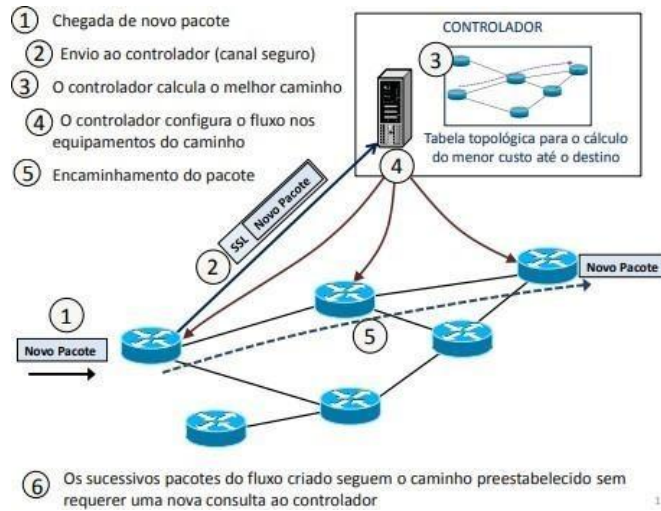 1 Chegada de novo pacote
2 Envio ao controlador (canal seguro)
3 O controlador calcula o melhor caminho
4 O controlador configura o fluxo nos
equipamentos do caminho
5 Encaminhamento do pacote
CONTROLADOR
3
Tabela topológica para o cálculo
do menor custo até o destino
4
SSL Novo Pacote
2
1
Novo Pacote
5
Novo Pacote
6 Os sucessivos pacotes do fluxo criado seguem o caminho preestabelecido sem
requerer uma nova consulta ao controlador
1